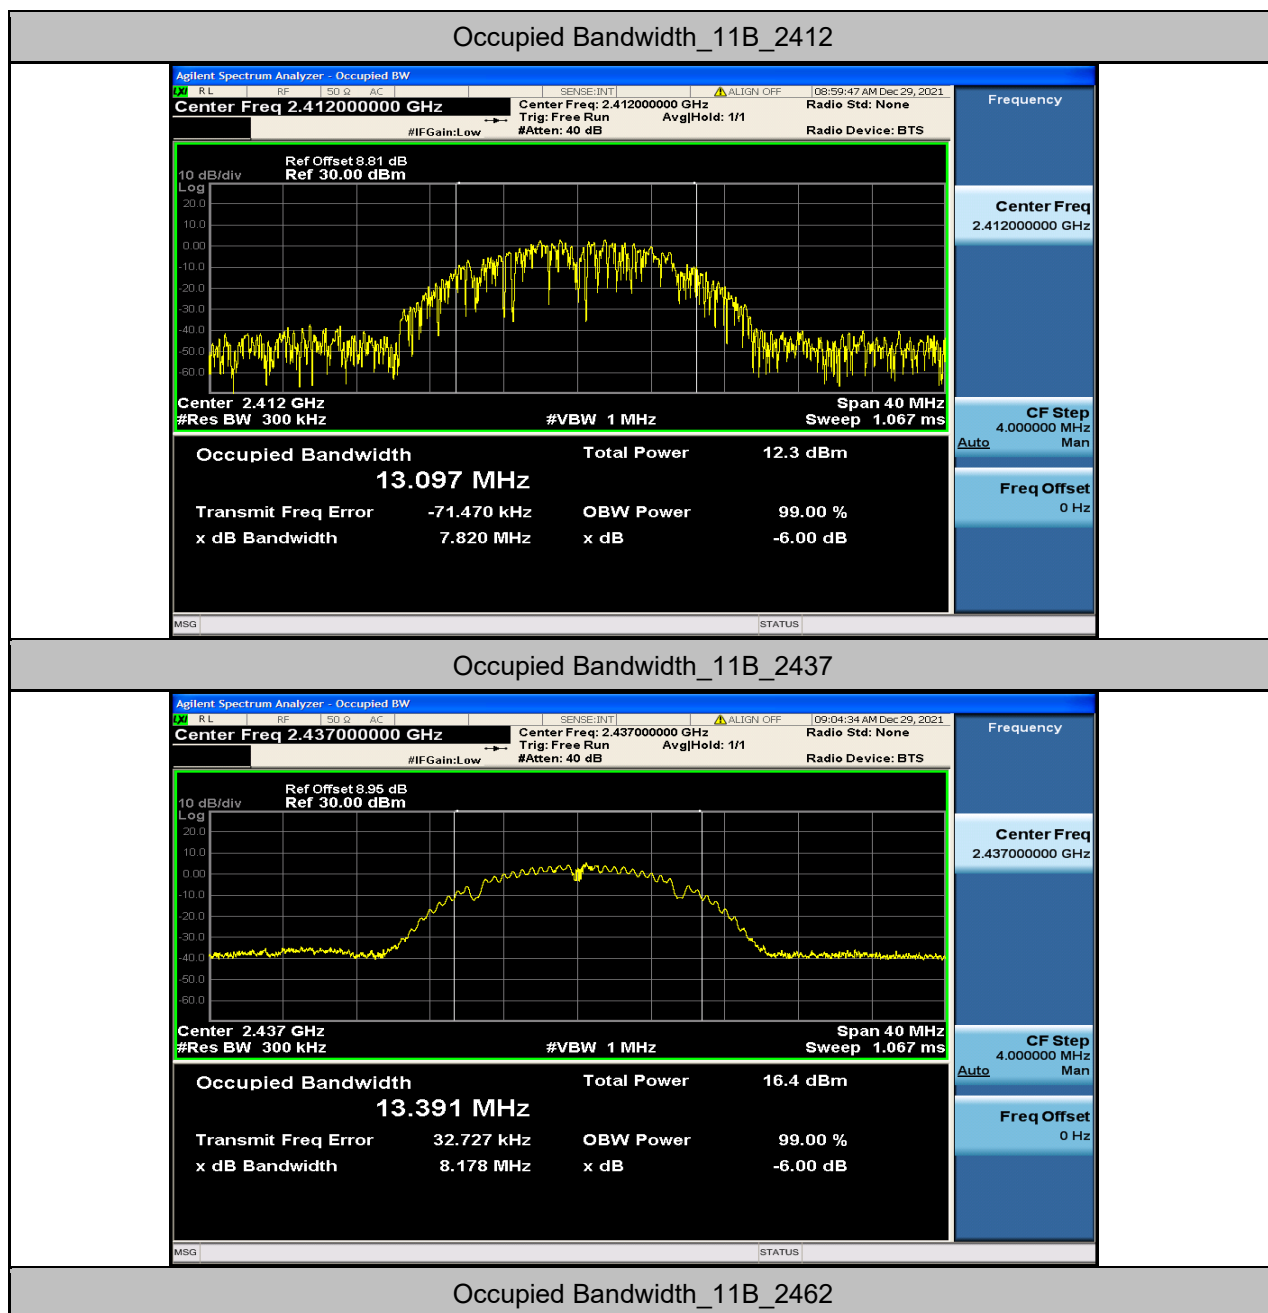 Occupied Bandwidth_11B_2412
Agilent Spectrum Analyzer - Occupied BW
LXI RL RF 50 Ω AC SENSE:INT ALIGN OFF 08:59:47 AM Dec 29, 2021
Center Freq 2.412000000 GHz
Center Freq: 2.412000000 GHz
Radio Std: None
Trig: Free Run Avg|Hold: 1/1
#IFGain:Low
#Atten: 40 dB
Radio Device: BTS
Ref Offset 8.81 dB
10 dB/div Ref 30.00 dBm
Log
20.0
10.0
0.00
-10.0
-20.0
-30.0
-40.0
-50.0
-60.0
Center 2.412 GHz Span 40 MHz
#Res BW 300 kHz #VBW 1 MHz Sweep 1.067 ms
Occupied Bandwidth Total Power 12.3 dBm
13.097 MHz
Transmit Freq Error -71.470 kHz OBW Power 99.00 %
x dB Bandwidth 7.820 MHz x dB -6.00 dB
MSG STATUS
Frequency
Center Freq
2.412000000 GHz
CF Step
4.000000 MHz
Auto Man
Freq Offset
0 Hz
Occupied Bandwidth_11B_2437
Agilent Spectrum Analyzer - Occupied BW
LXI RL RF 50 Ω AC SENSE:INT ALIGN OFF 09:04:34 AM Dec 29, 2021
Center Freq 2.437000000 GHz
Center Freq: 2.437000000 GHz
Radio Std: None
Trig: Free Run Avg|Hold: 1/1
#IFGain:Low
#Atten: 40 dB
Radio Device: BTS
Ref Offset 8.95 dB
10 dB/div Ref 30.00 dBm
Log
20.0
10.0
0.00
-10.0
-20.0
-30.0
-40.0
-50.0
-60.0
Center 2.437 GHz Span 40 MHz
#Res BW 300 kHz #VBW 1 MHz Sweep 1.067 ms
Occupied Bandwidth Total Power 16.4 dBm
13.391 MHz
Transmit Freq Error 32.727 kHz OBW Power 99.00 %
x dB Bandwidth 8.178 MHz x dB -6.00 dB
MSG STATUS
Frequency
Center Freq
2.437000000 GHz
CF Step
4.000000 MHz
Auto Man
Freq Offset
0 Hz
Occupied Bandwidth_11B_2462